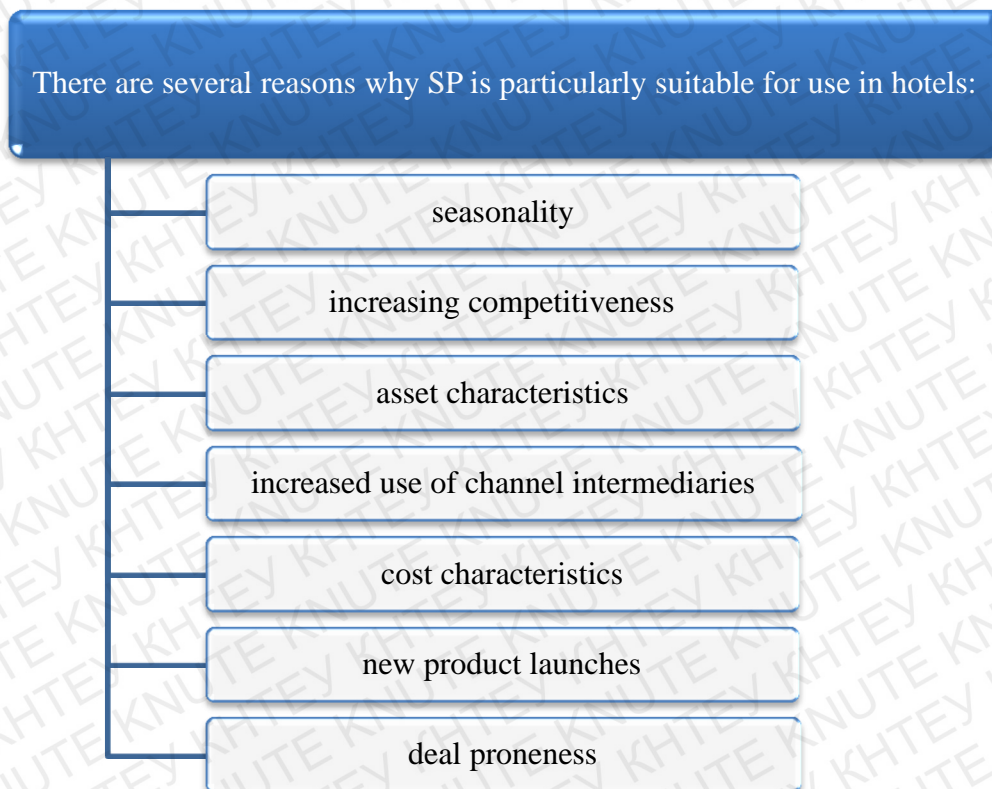 There are several reasons why SP is particularly suitable for use in hotels:
seasonality
increasing competitiveness
asset characteristics
increased use of channel intermediaries
cost characteristics
new product launches
deal proneness